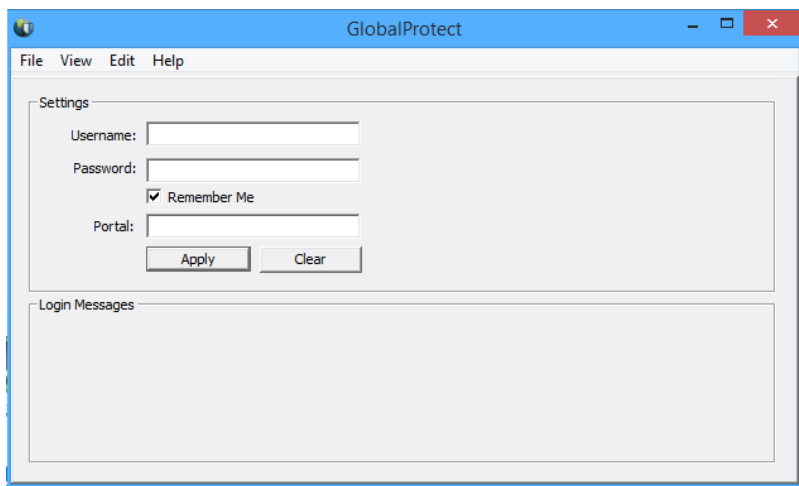 GlobalProtect
File View Edit Help
Settings
Username:
Password:
Remember Me
Portal:
Apply Clear
Login Messages